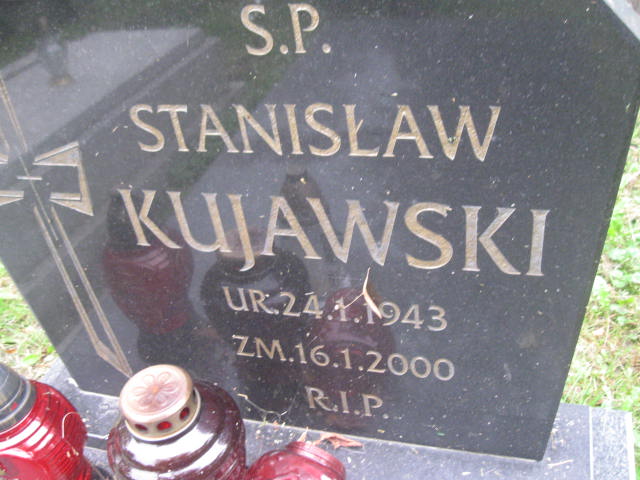 Ś.P.
STANISŁAW
KUJAWSKI
UR.24.1.1943
ZM.16.1.2000
R.I.P.